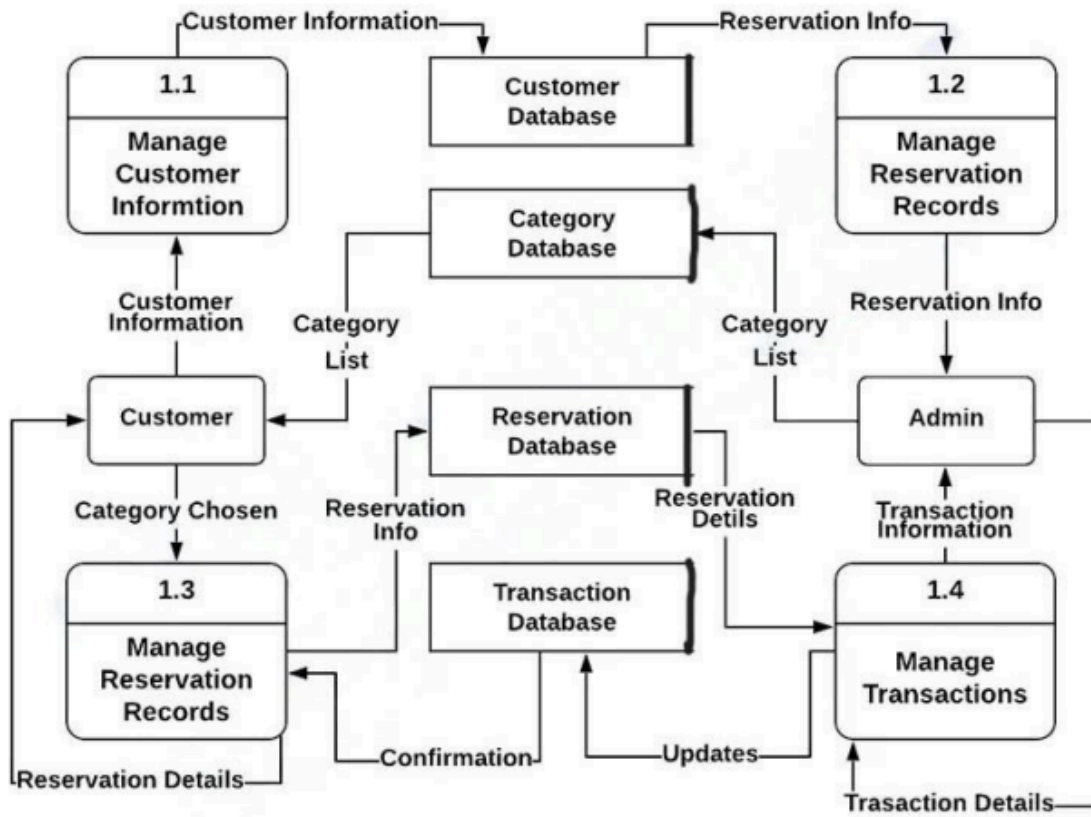 Customer Information
Reservation Info
1.1
Manage
Customer
Informtion
Customer
Database
1.2
Manage
Reservation
Records
Category
Database
Customer
Information
Category
List
Category
List
Reservation Info
Customer
Reservation
Database
Admin
Category Chosen
Reservation
Info
Reservation
Detils
Transaction
Information
1.3
Manage
Reservation
Records
Transaction
Database
1.4
Manage
Transactions
Reservation Details
Confirmation
Updates
Trasaction Details